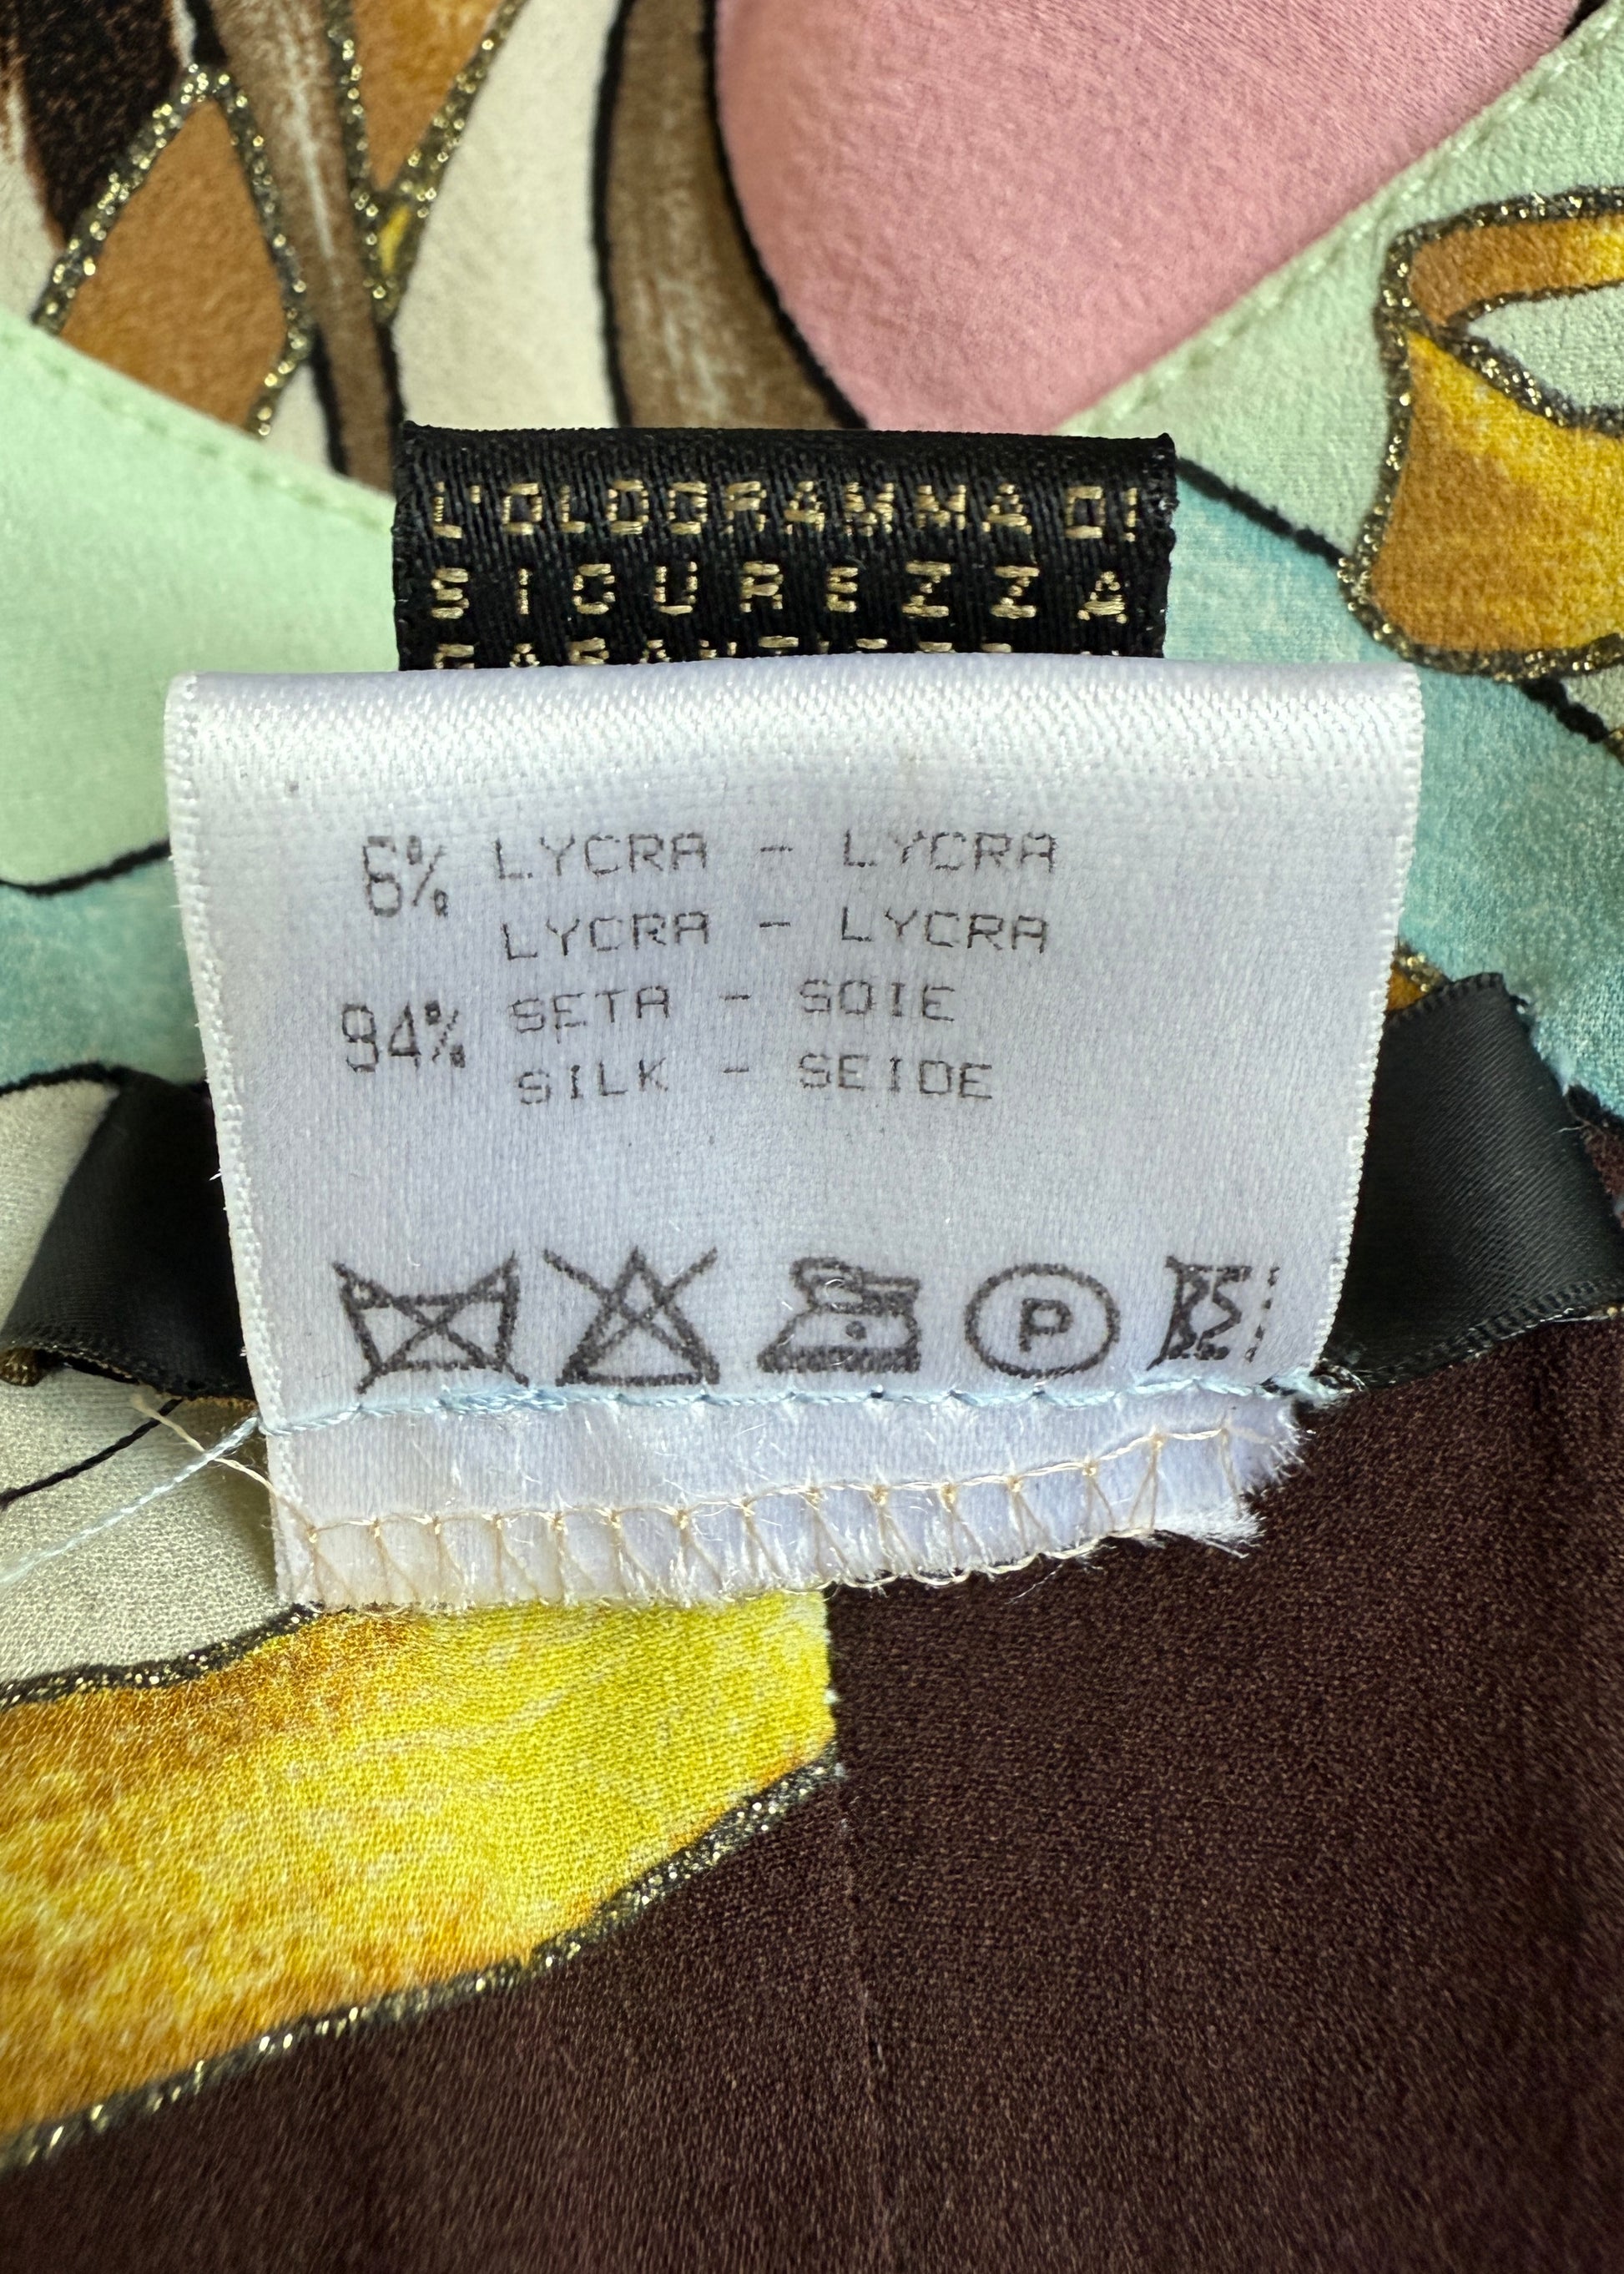 L'OLOGRAMMA DI
SICUREZZA
6% LYCRA - LYCRA
LYCRA - LYCRA
94% SETA - SOIE
SILK - SEIDE
P